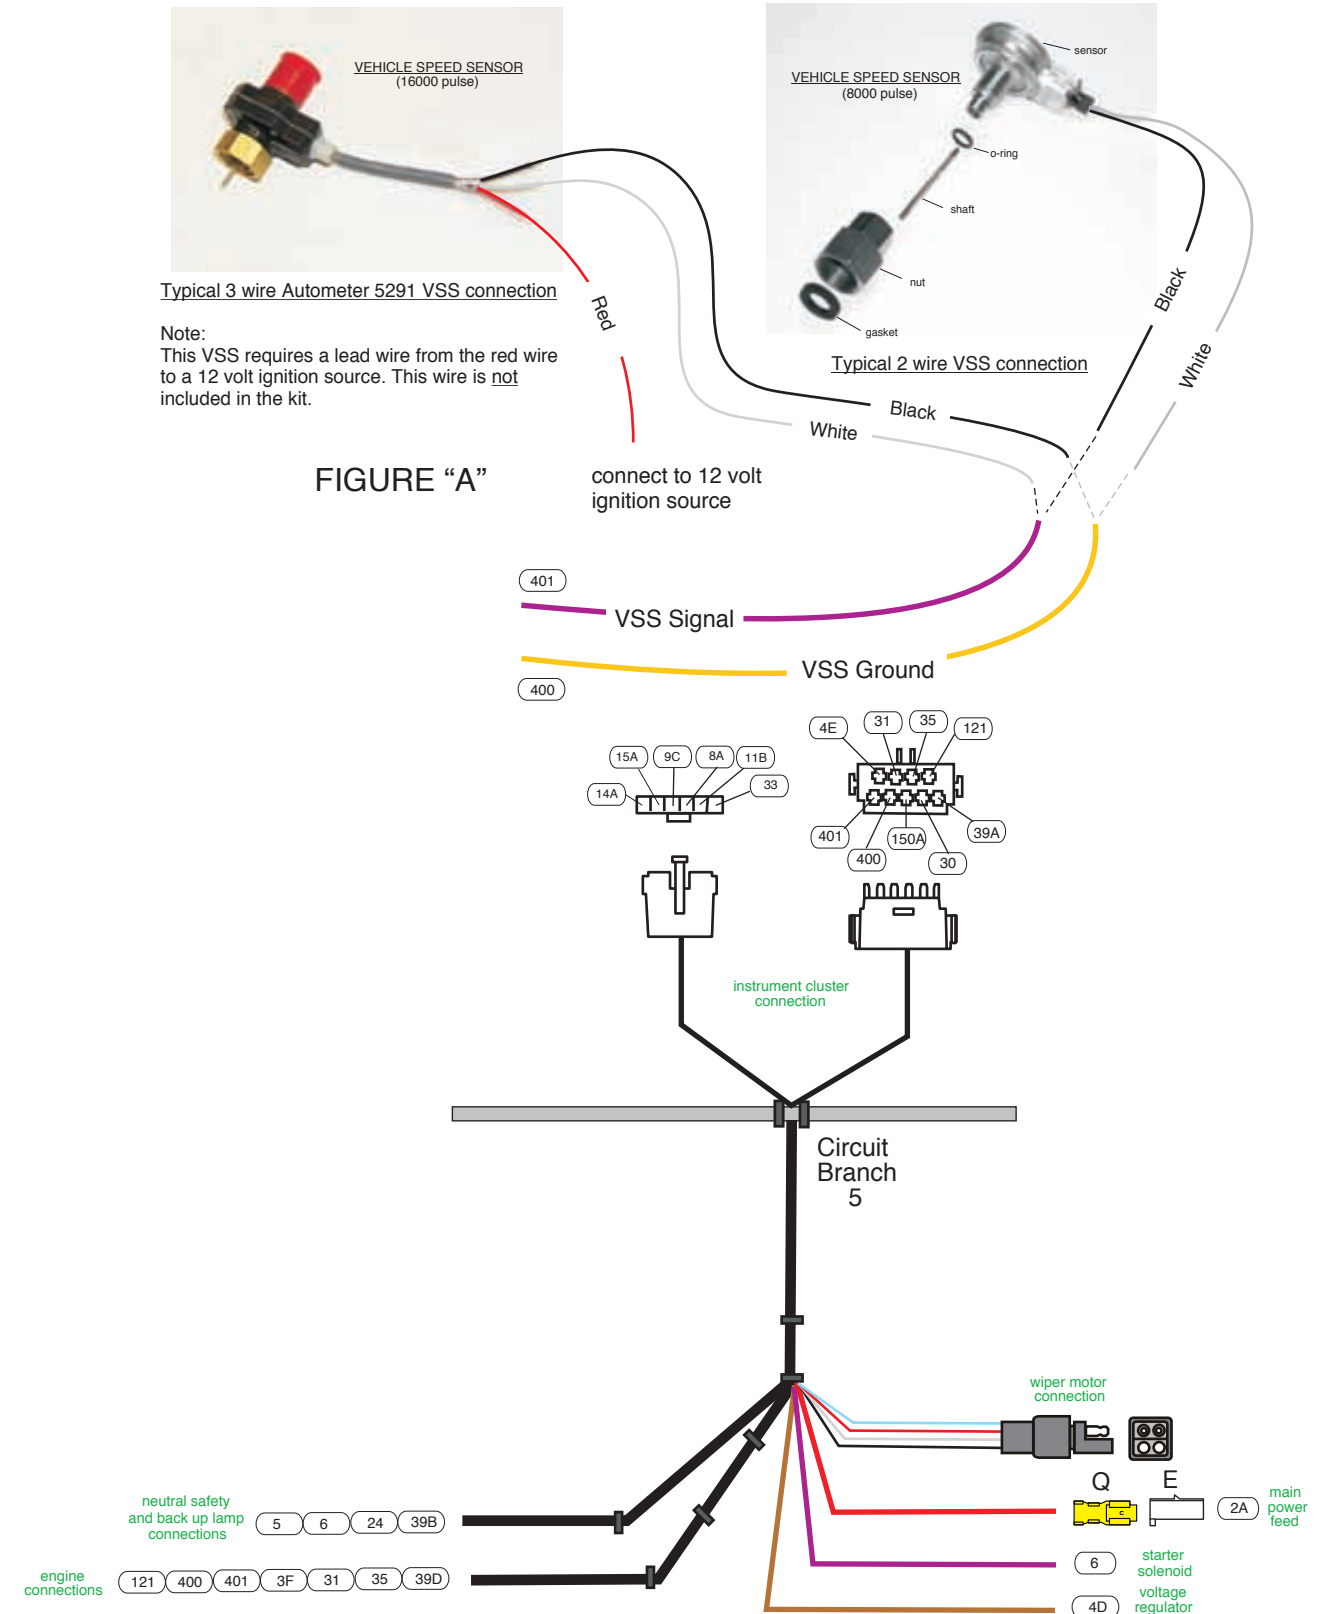 VEHICLE SPEED SENSOR
(16000 pulse)
VEHICLE SPEED SENSOR
(8000 pulse)
sensor
o-ring
shaft
nut
gasket
Typical 3 wire Autometer 5291 VSS connection
Note:
This VSS requires a lead wire from the red wire
to a 12 volt ignition source. This wire is not
included in the kit.
Typical 2 wire VSS connection
Red
Black
White
Black
White
FIGURE “A”
connect to 12 volt
ignition source
401
VSS Signal
VSS Ground
400
15A
9C
8A
11B
14A
33
4E
31
35
121
401
400
150A
30
39A
instrument cluster
connection
Circuit
Branch
5
wiper motor
connection
Q
E
C
2A
main
power
feed
neutral safety
and back up lamp
connections
5
6
24
39B
6
starter
solenoid
engine
connections
121
400
401
3F
31
35
39D
4D
voltage
regulator